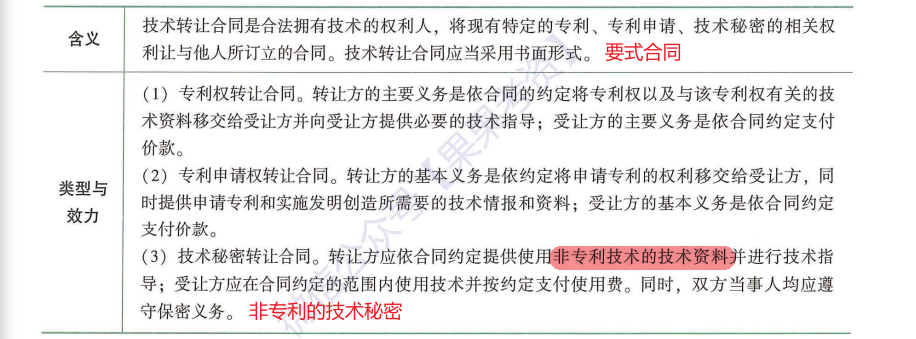 含义
技术转让合同是合法拥有技术的权利人，将现有特定的专利、专利申请、技术秘密的相关权
利让与他人所订立的合同。技术转让合同应当采用书面形式。 要式合同
类型与
效力
（1）专利权转让合同。转让方的主要义务是依合同的约定将专利权以及与该专利权有关的技
术资料移交给受让方并向受让方提供必要的技术指导；受让方的主要义务是依合同约定支付
价款。
（2）专利申请权转让合同。转让方的基本义务是依约定将申请专利的权利移交给受让方，同
时提供申请专利和实施发明创造所需要的技术情报和资料；受让方的基本义务是依合同约定
支付价款。
（3）技术秘密转让合同。转让方应依合同约定提供使用非专利技术的技术资料并进行技术指
导；受让方应在合同约定的范围内使用技术并按约定支付使用费。同时，双方当事人均应遵
守保密义务。 非专利的技术秘密
微信公众号【果果考资】